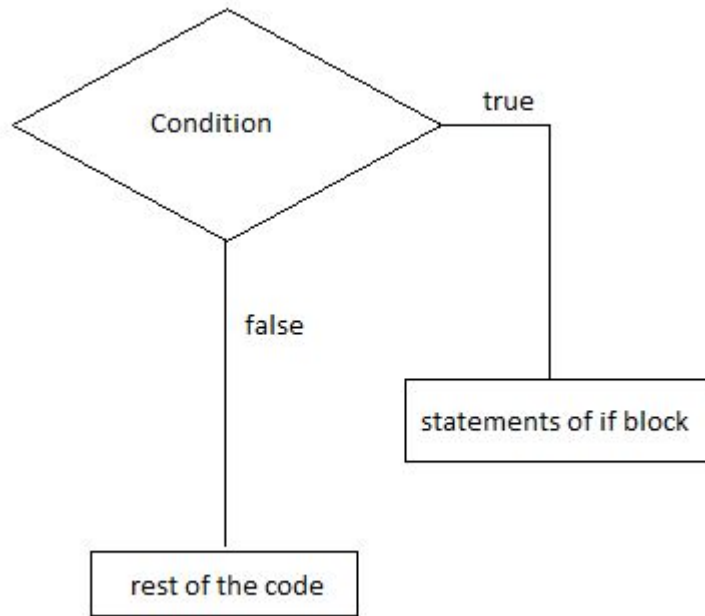 Condition
true
false
statements of if block
rest of the code